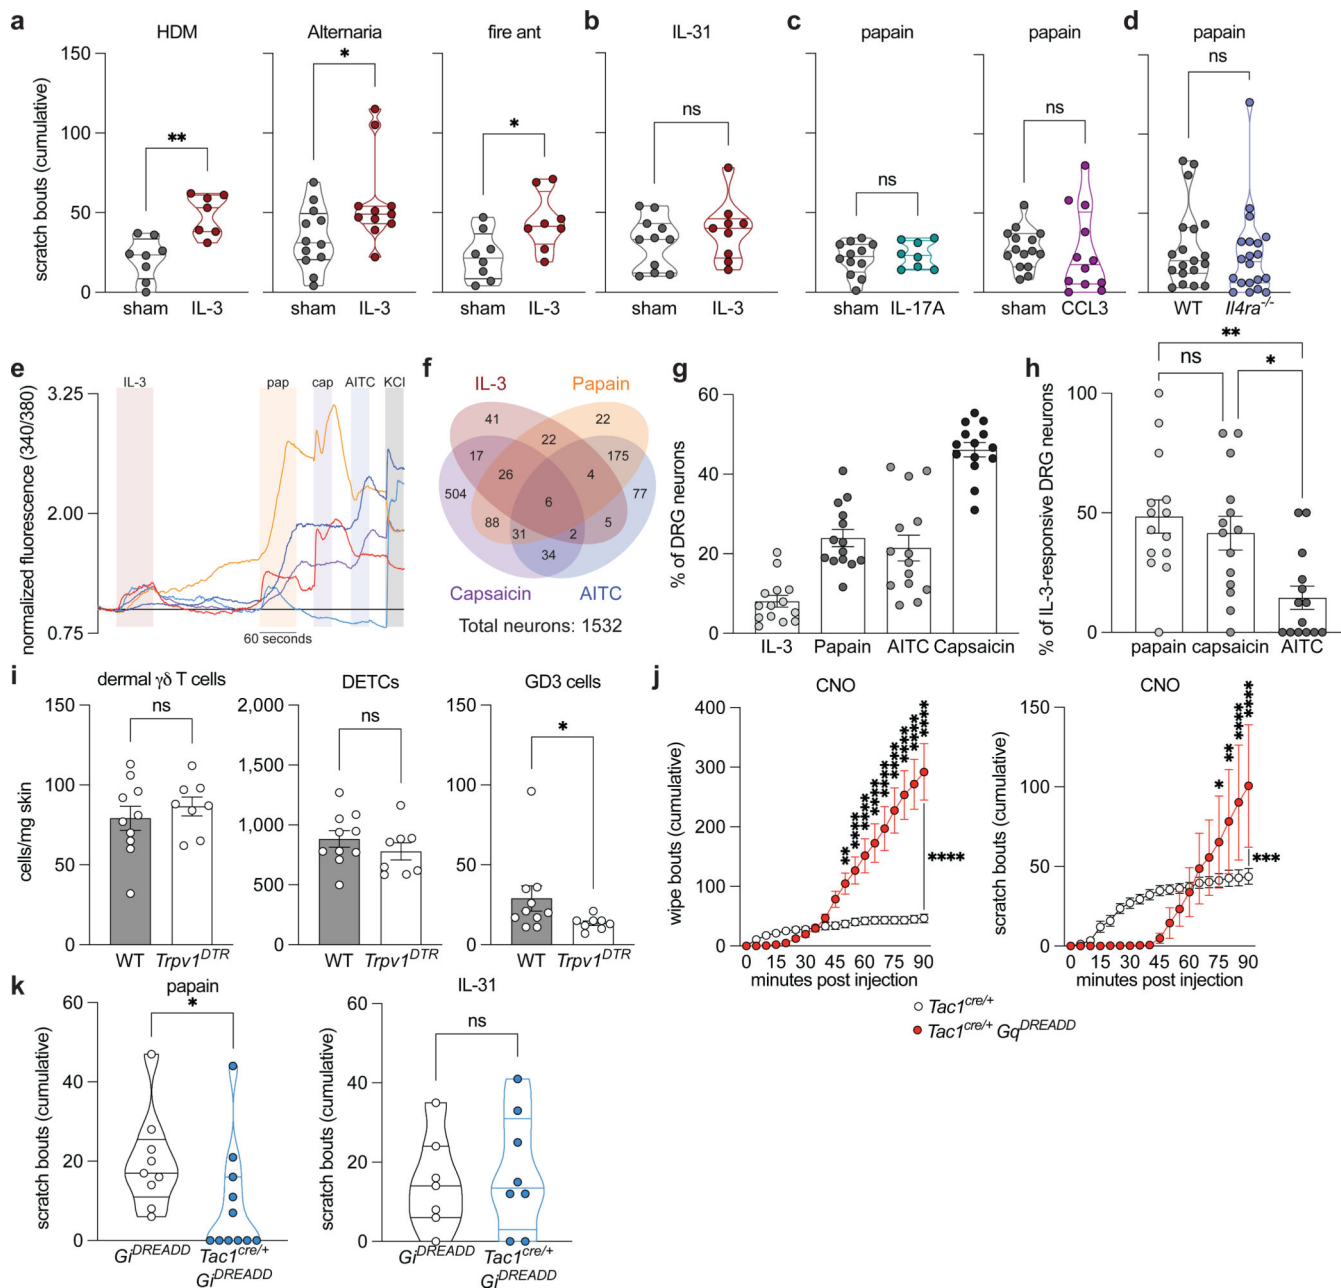 a
HDM
Alternaria
fire ant
b
IL-31
c
papain
papain
d
papain
scratch bouts (cumulative)
150
100
50
0
**
*
*
ns
ns
ns
ns
sham IL-3
sham IL-3
sham IL-3
sham IL-3
sham IL-17A
sham CCL3
WT Il4ra-/-
e
normalized fluorescence (340/380)
3.25
2.00
0.75
IL-3
pap
cap
AITC
KCl
60 seconds
f
IL-3
Papain
41
22
22
17
175
26
4
504
6
77
88
5
31
2
34
Capsaicin
AITC
Total neurons: 1532
g
% of DRG neurons
60
40
20
0
IL-3
Papain
AITC
Capsaicin
h
% of IL-3-responsive DRG neurons
100
50
0
**
ns
*
papain capsaicin AITC
i
dermal γδ T cells
DETCs
GD3 cells
cells/mg skin
150
100
50
0
ns
WT Trpv1DTR
2,000
1,500
1,000
500
0
ns
WT Trpv1DTR
150
100
50
0
*
WT Trpv1DTR
j
CNO
CNO
wipe bouts (cumulative)
400
300
200
100
0
**
****
****
****
****
****
****
****
****
****
0 15 30 45 60 75 90
minutes post injection
scratch bouts (cumulative)
150
100
50
0
*
**
***
****
***
0 15 30 45 60 75 90
minutes post injection
Tac1cre/+
Tac1cre/+ GqDREADD
k
papain
IL-31
scratch bouts (cumulative)
60
40
20
0
*
GiDREADD
Tac1cre/+
GiDREADD
scratch bouts (cumulative)
60
40
20
0
ns
GiDREADD
Tac1cre/+
GiDREADD